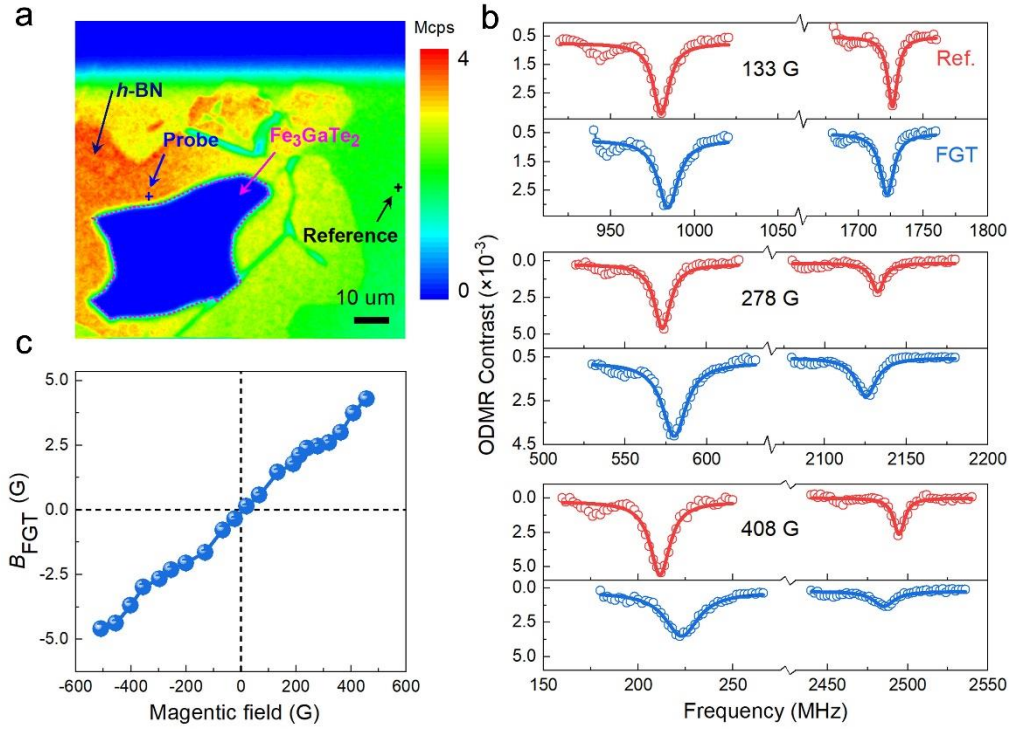 a
Mcps
4
0
h-BN
Probe
Fe₃GaTe₂
Reference
10 um
b
0.5
1.5
2.5
133 G
Ref.
0.5
1.5
2.5
FGT
950
1000
1050
1700
1750
1800
0.0
2.5
5.0
278 G
0.5
2.5
4.5
500
550
600
2100
2150
2200
0.0
2.5
5.0
408 G
0.0
2.5
5.0
150
200
250
2450
2500
2550
ODMR Contrast (×10⁻³)
Frequency (MHz)
c
5.0
2.5
0.0
-2.5
-5.0
B_FGT (G)
-600
-400
-200
0
200
400
600
Magentic field (G)